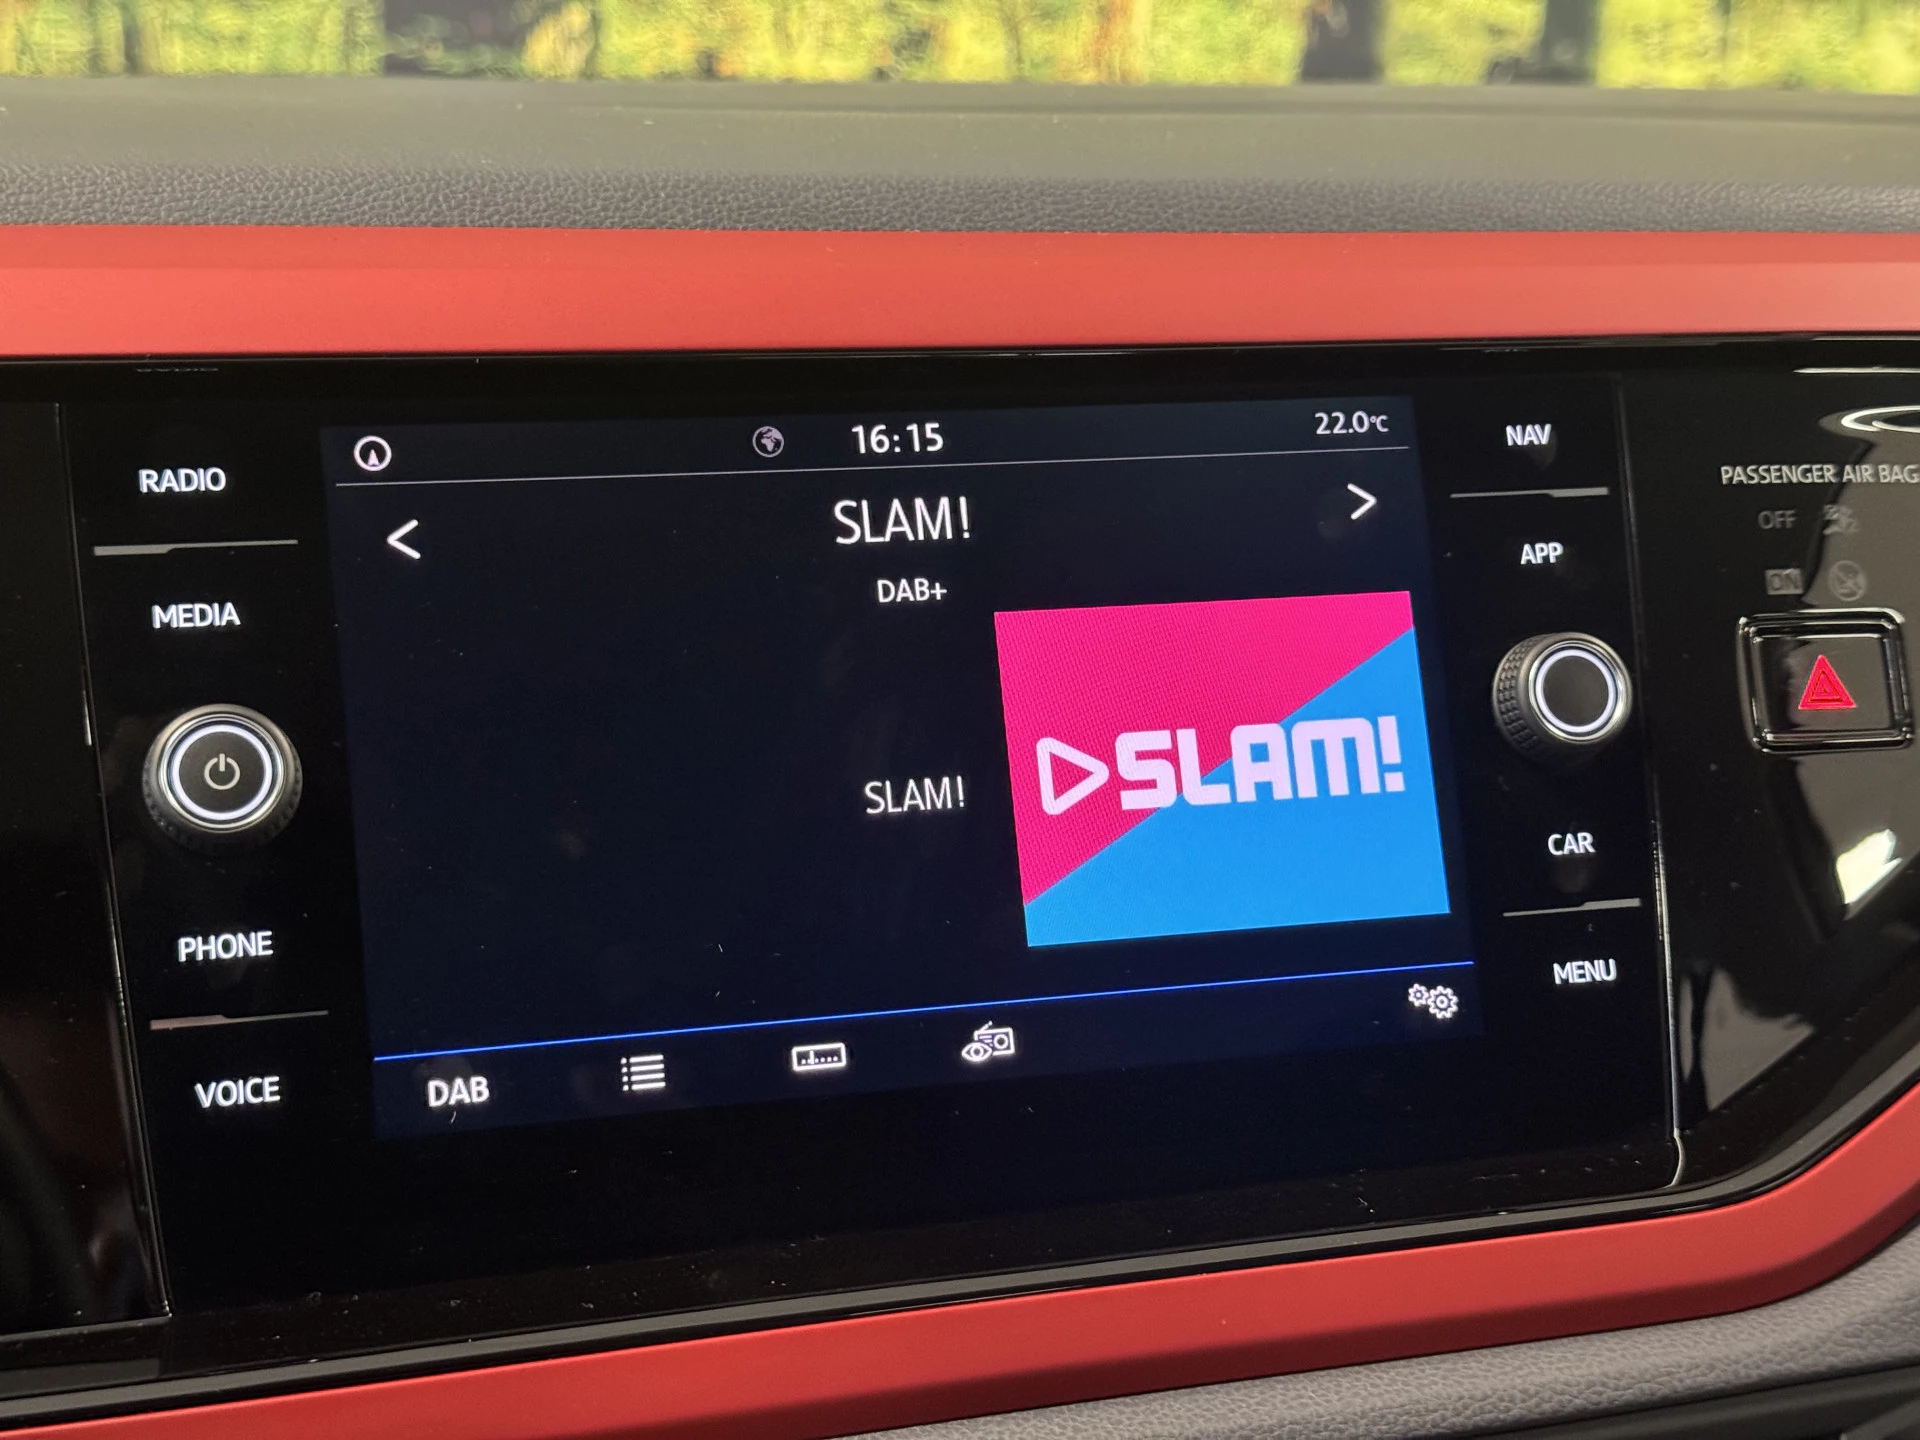 RADIO
MEDIA
PHONE
VOICE
16:15
22.0°C
SLAM!
DAB+
SLAM!
SLAM!
DAB
NAV
APP
CAR
MENU
PASSENGER AIR BAG
OFF
ON